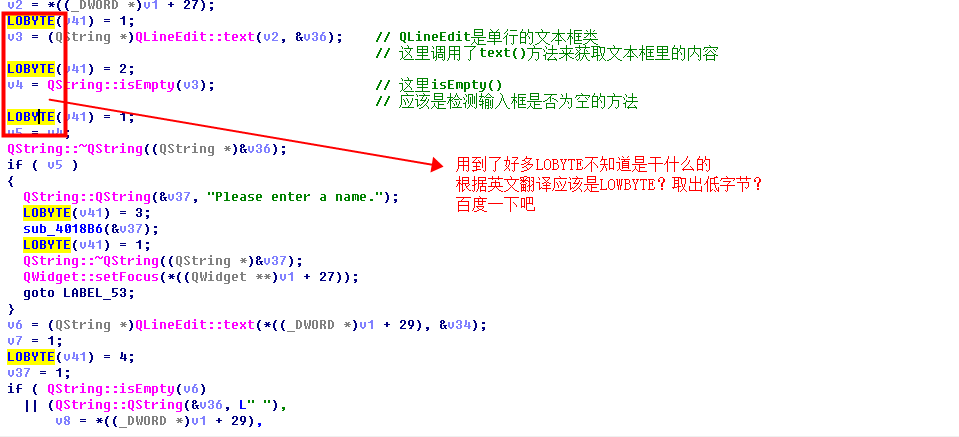 v2 = *((_DWORD *)v1 + 27);
LOBYTE(v41) = 1;
v3 = (QString *)QLineEdit::text(v2, &v36);    // QLineEdit是单行的文本框类
// 这里调用了text()方法来获取文本框里的内容
LOBYTE(v41) = 2;
v4 = QString::isEmpty(v3);                    // 这里isEmpty()
// 应该是检测输入框是否为空的方法
LOBYTE(v41) = 1;
v5 = v4;
QString::~QString((QString *)&v36);
if ( v5 )
{
QString::QString(&v37, "Please enter a name.");
LOBYTE(v41) = 3;
sub_4018B6(&v37);
LOBYTE(v41) = 1;
QString::~QString((QString *)&v37);
QWidget::setFocus(*((QWidget **)v1 + 27));
goto LABEL_53;
}
v6 = (QString *)QLineEdit::text(*((_DWORD *)v1 + 29), &v34);
v7 = 1;
LOBYTE(v41) = 4;
v37 = 1;
if ( QString::isEmpty(v6)
|| (QString::QString(&v36, L" "),
v8 = *((_DWORD *)v1 + 29),
用到了好多LOBYTE不知道是干什么的
根据英文翻译应该是LOWBYTE？取出低字节？
百度一下吧